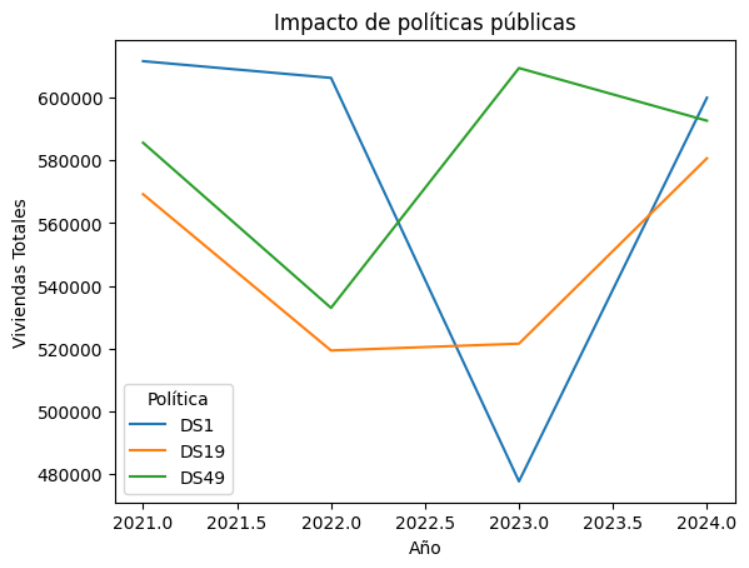 Impacto de políticas públicas
Viviendas Totales
600000
580000
560000
540000
520000
500000
480000
Política
DS1
DS19
DS49
2021.0 2021.5 2022.0 2022.5 2023.0 2023.5 2024.0
Año